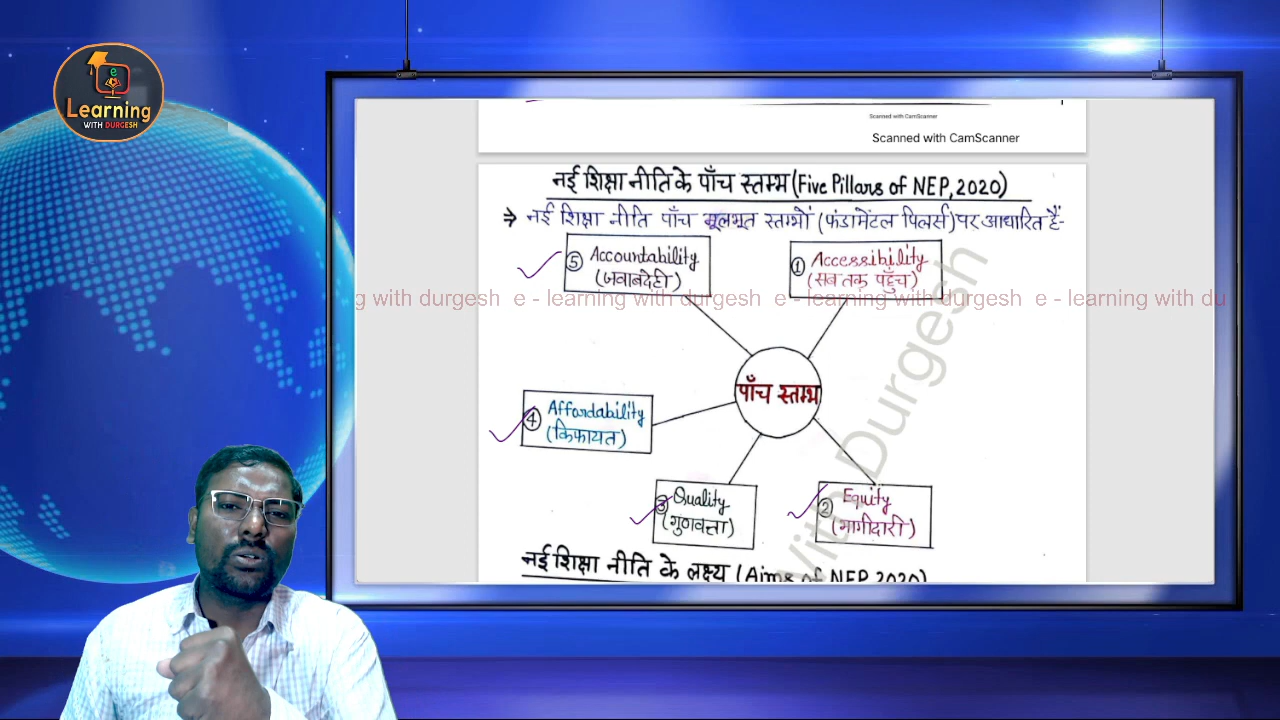 e
Learning
WITH DURGESH
Scanned with CamScanner
Scanned with CamScanner
नई शिक्षा नीति के पाँच स्तम्भ (Five Pillars of NEP, 2020)
⇒ नई शिक्षा नीति पाँच मूलभूत स्तम्भों (फंडामेंटल पिलर्स) पर आधारित हैं-
⑤ Accountability
(जवाबदेही)
① Accessibility
(सब तक पहुँच)
g with durgesh e - learning with durgesh e - learning with durgesh e - learning with du
पाँच स्तम्भ
④ Affordability
(किफायत)
③ Quality
(गुणवत्ता)
② Equity
(भागीदारी)
With Durgesh
नई शिक्षा नीति के लक्ष्य (Aims of NEP 2020)